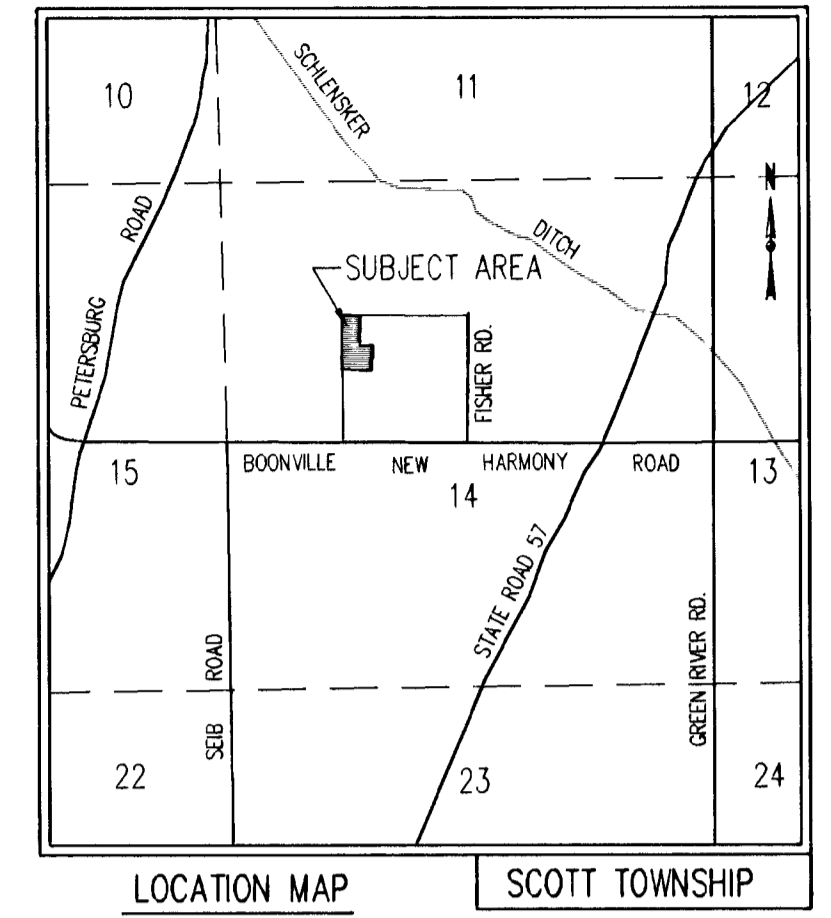 10
11
12
SCHLENSKER
DITCH
N
PETERSBURG ROAD
SUBJECT AREA
FISHER RD.
BOONVILLE NEW HARMONY ROAD
15
14
13
STATE ROAD 57
SEIB ROAD
GREEN RIVER RD.
22
23
24
LOCATION MAP
SCOTT TOWNSHIP